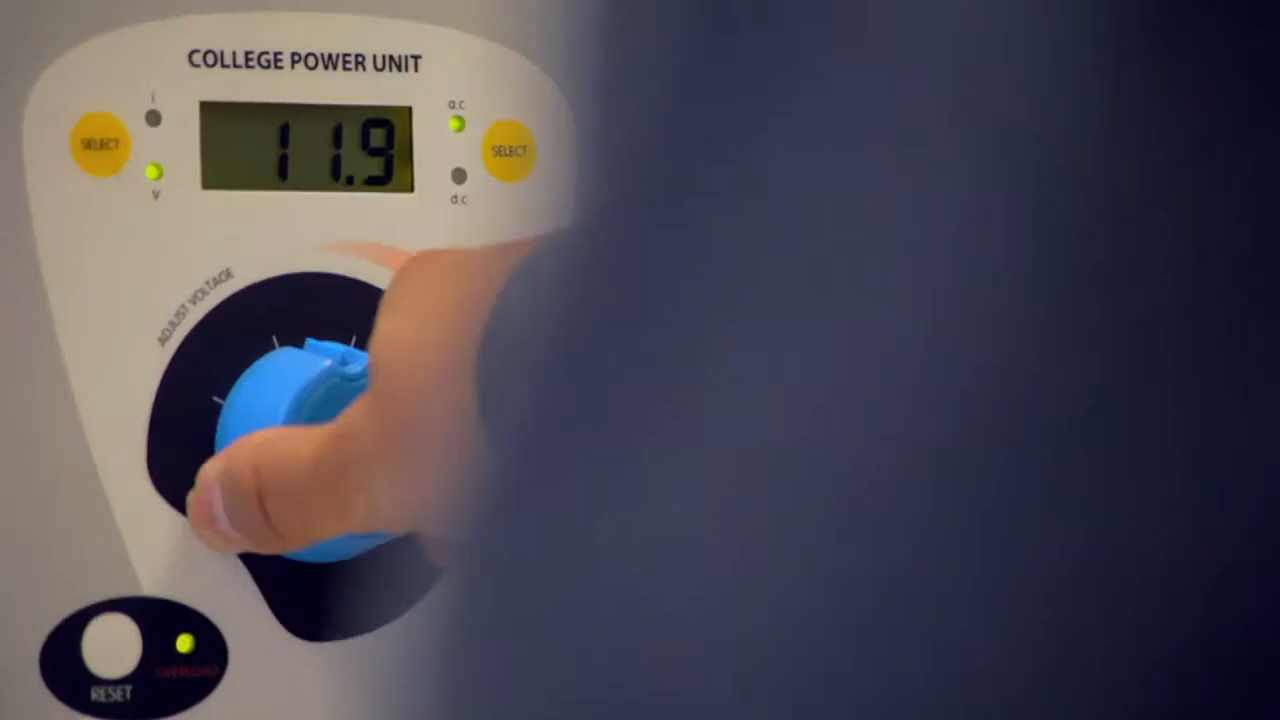 COLLEGE POWER UNIT
I
a.c
SELECT
11.9
SELECT
V
d.c
ADJUST VOLTAGE
OVERLOAD
RESET